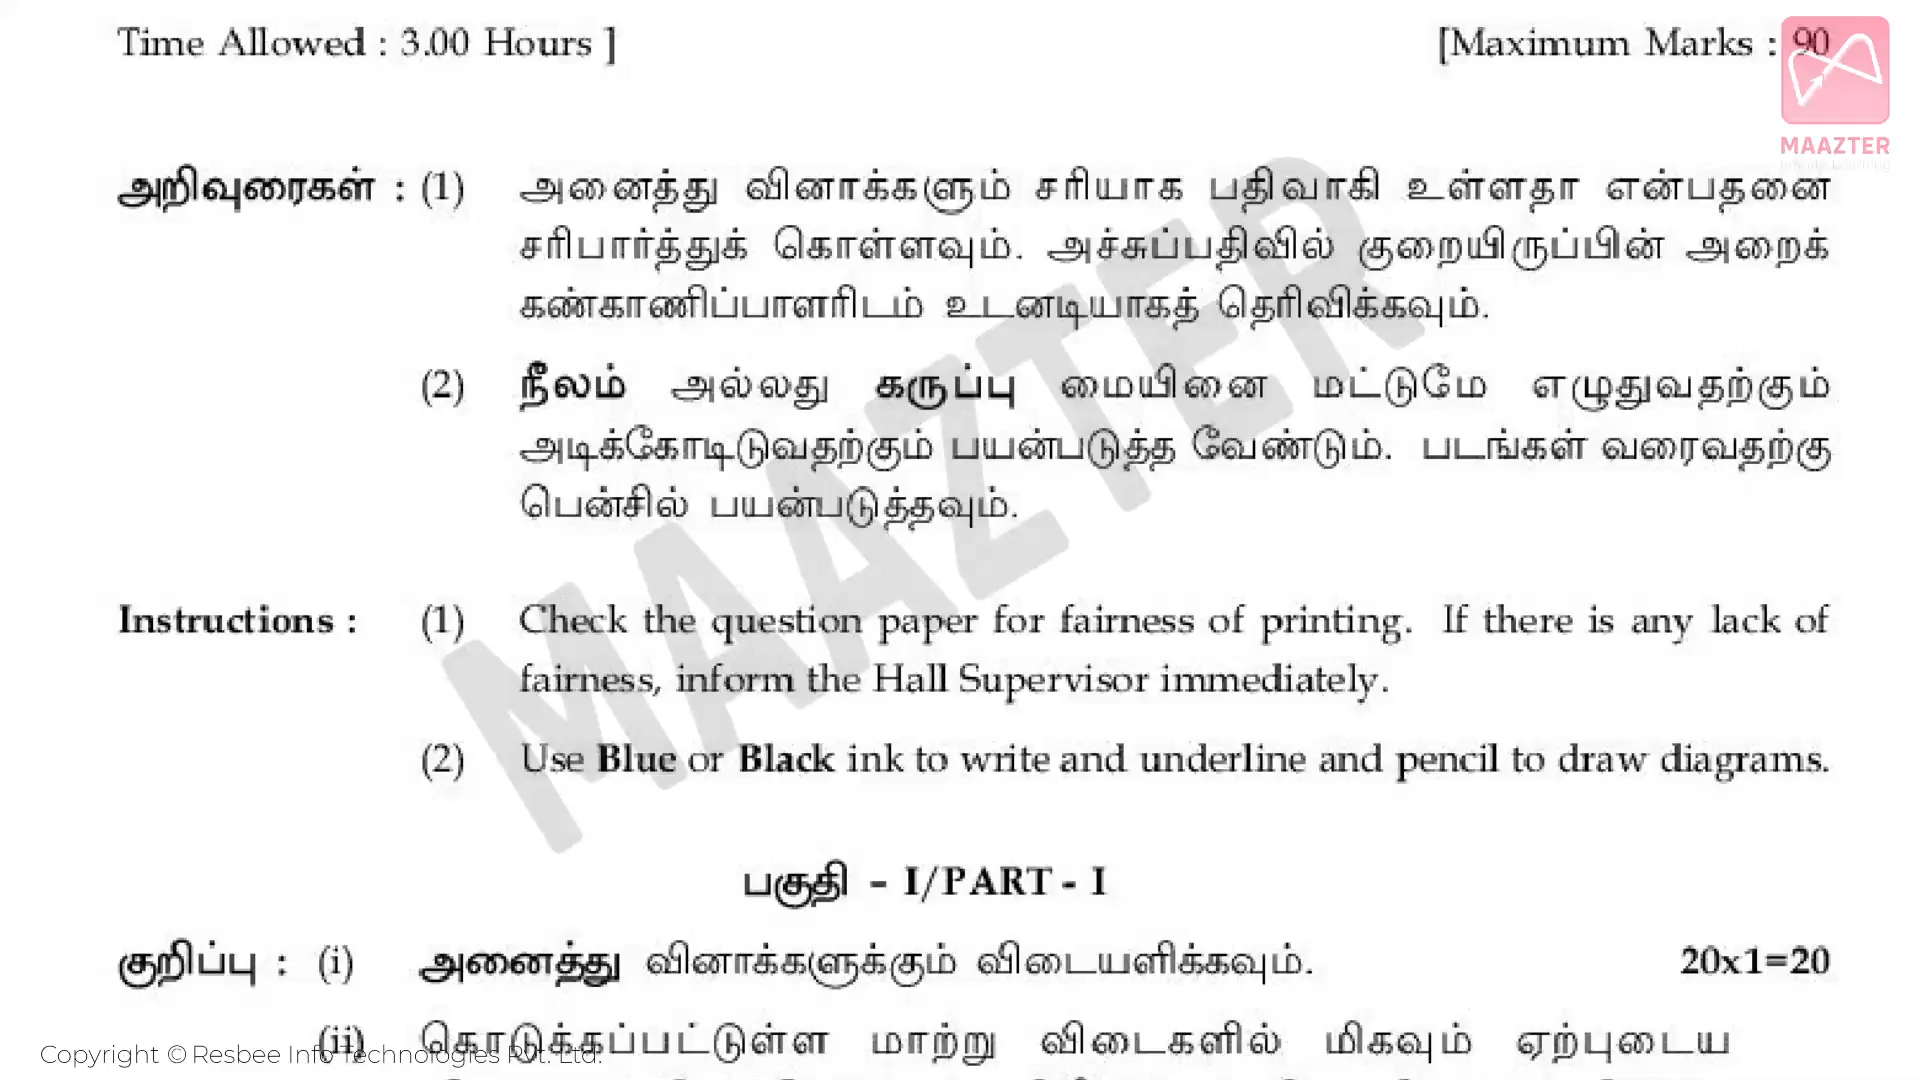 Time Allowed : 3.00 Hours ]
[Maximum Marks : 90
MAAZTER
அறிவுரைகள் : (1) அனைத்து வினாக்களும் சரியாக பதிவாகி உள்ளதா என்பதனை
சரிபார்த்துக் கொள்ளவும். அச்சுப்பதிவில் குறையிருப்பின் அறைக்
கண்காணிப்பாளரிடம் உடனடியாகத் தெரிவிக்கவும்.
(2) நீலம் அல்லது கருப்பு மையினை மட்டுமே எழுதுவதற்கும்
அடிக்கோடிடுவதற்கும் பயன்படுத்த வேண்டும். படங்கள் வரைவதற்கு
பென்சில் பயன்படுத்தவும்.
MAAZTER
Instructions : (1) Check the question paper for fairness of printing. If there is any lack of
fairness, inform the Hall Supervisor immediately.
(2) Use Blue or Black ink to write and underline and pencil to draw diagrams.
பகுதி - I/PART - I
குறிப்பு : (i) அனைத்து வினாக்களுக்கும் விடையளிக்கவும். 20x1=20
(ii) கொடுக்கப்பட்டுள்ள மாற்று விடைகளில் மிகவும் ஏற்புடைய
Copyright © Resbee Info Technologies Pvt. Ltd.